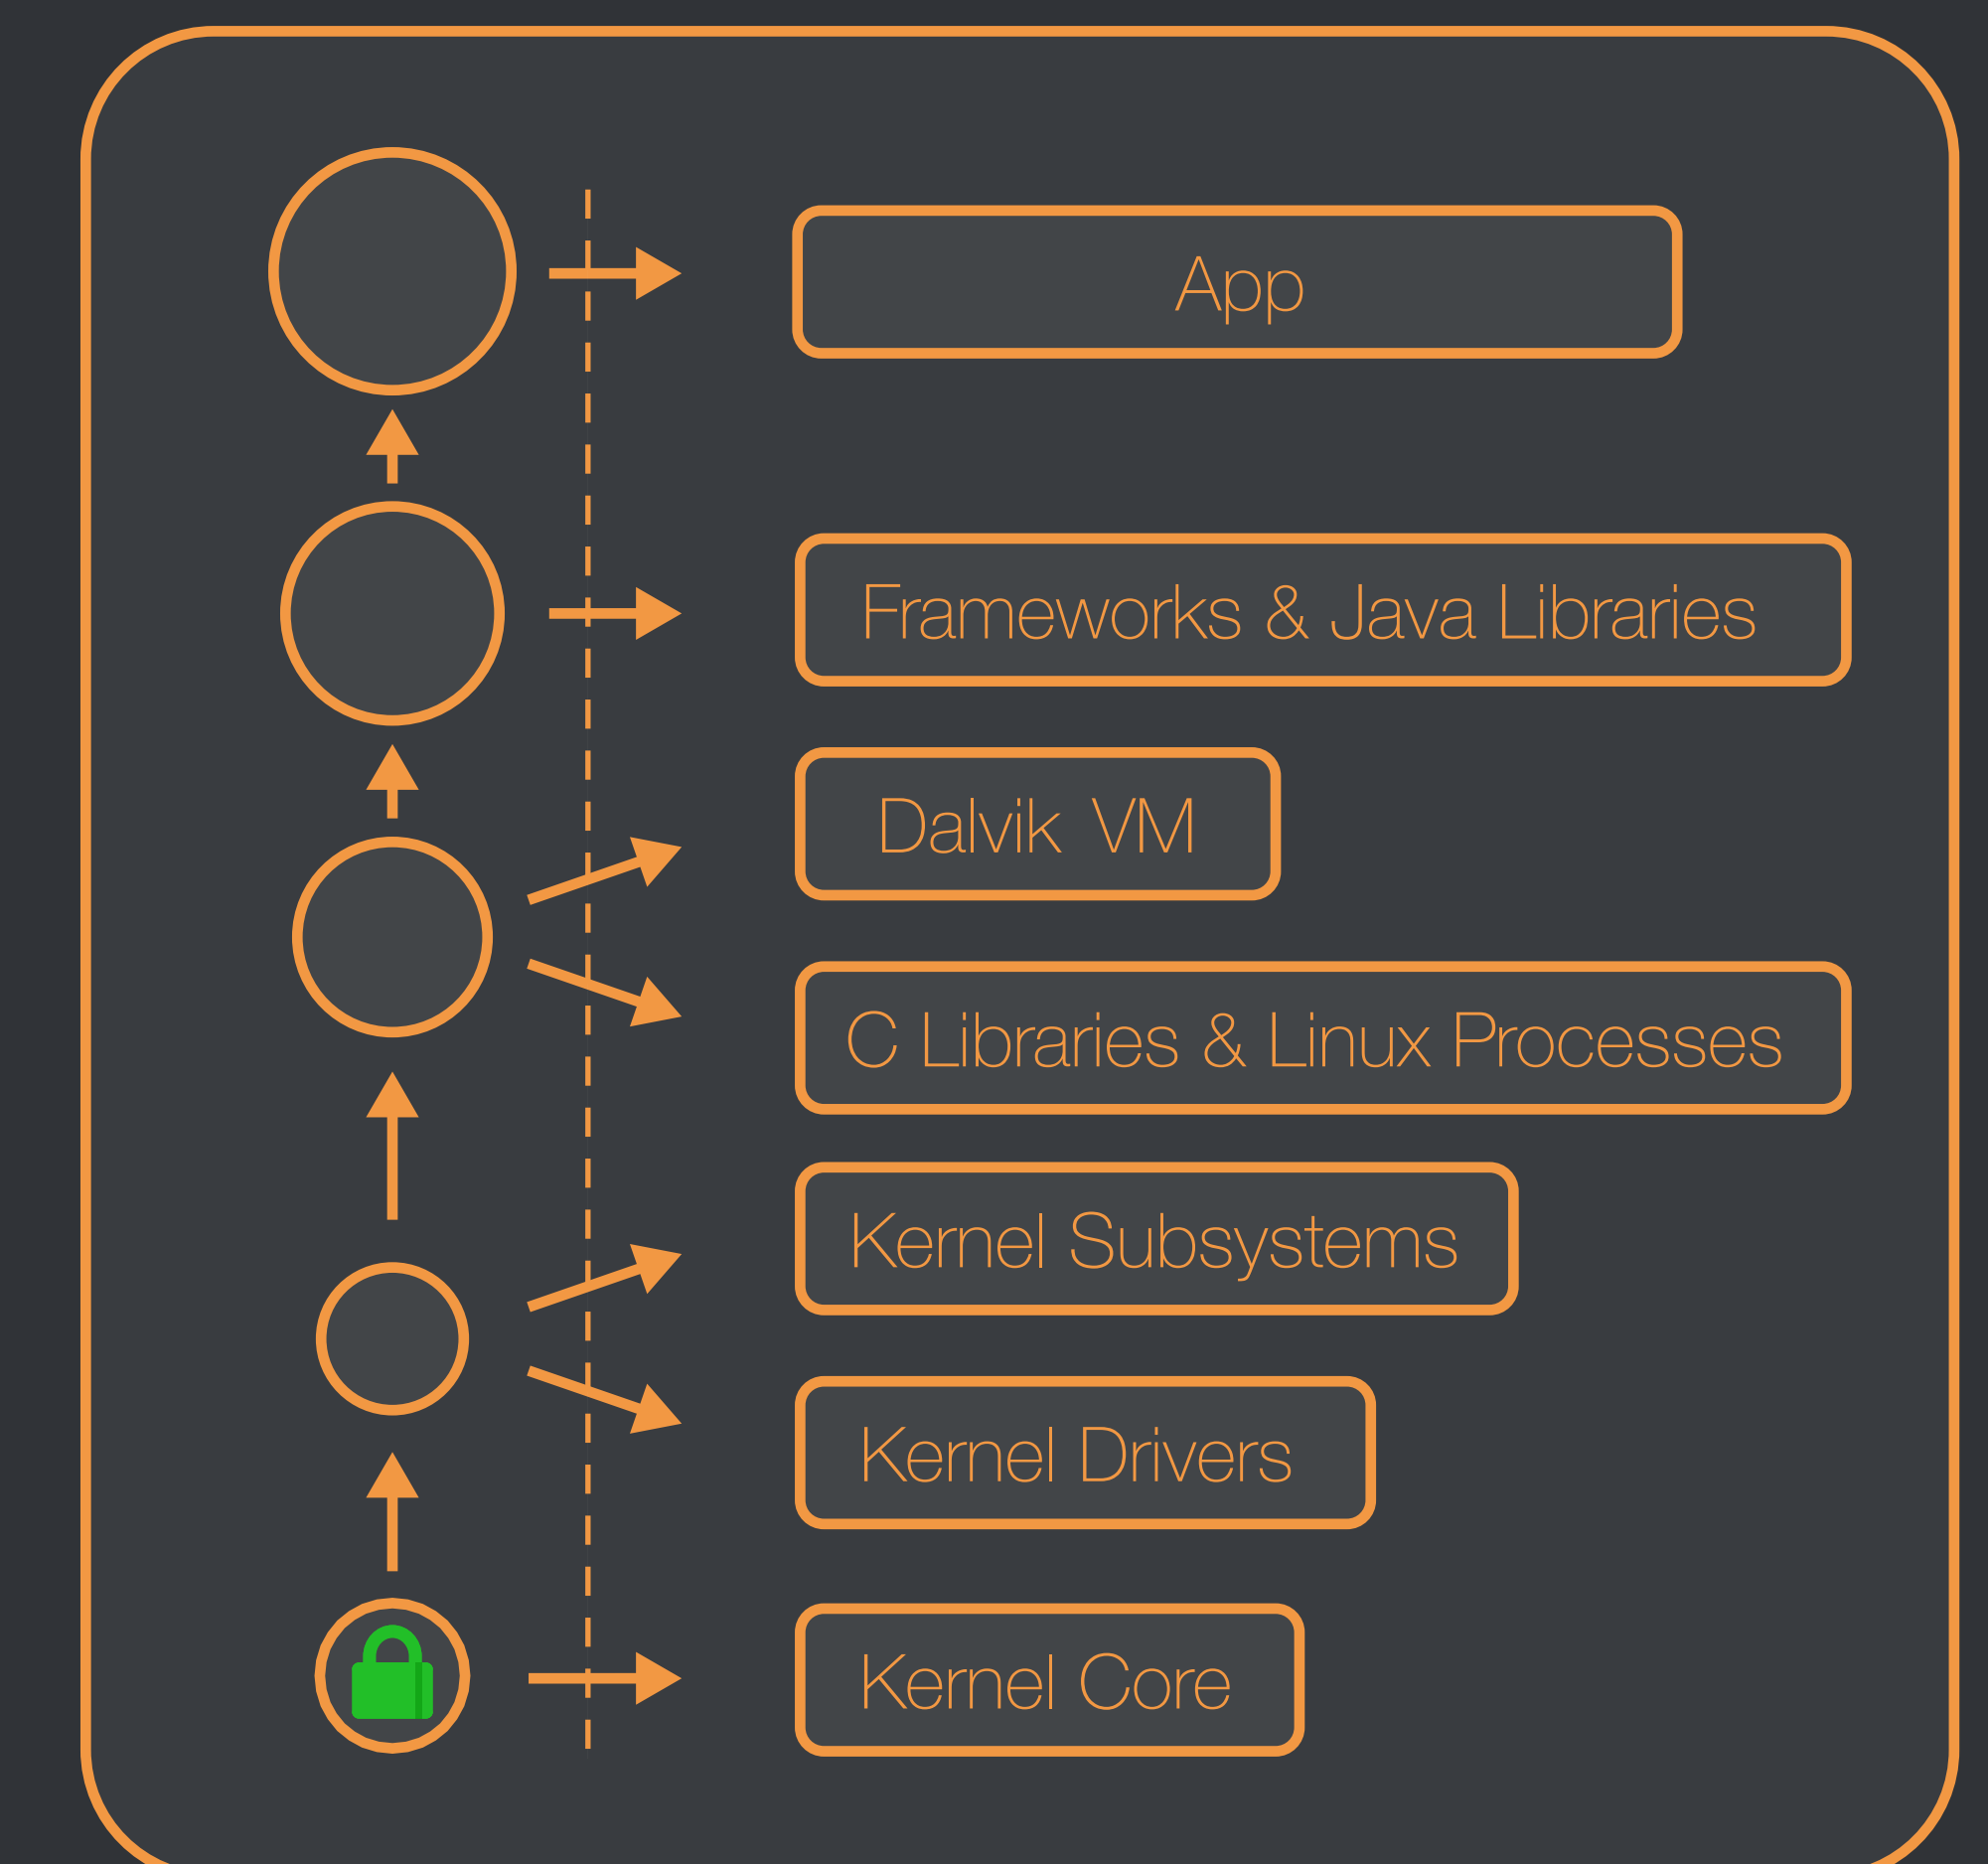 App
Frameworks & Java Libraries
Dalvik VM
C Libraries & Linux Processes
Kernel Subsystems
Kernel Drivers
Kernel Core